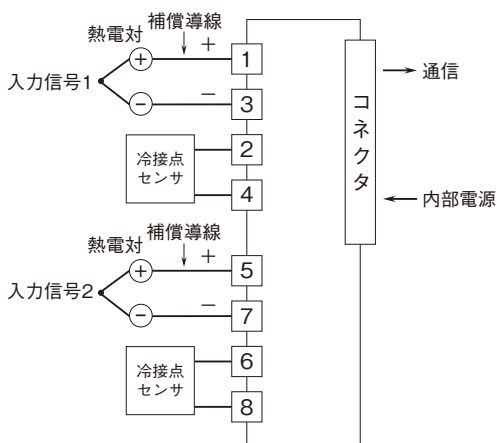 熱電対
補償導線
入力信号1
+
+
1
−
−
3
冷接点
センサ
2
4
熱電対
補償導線
入力信号2
+
+
5
−
−
7
冷接点
センサ
6
8
コネクタ
通信
内部電源